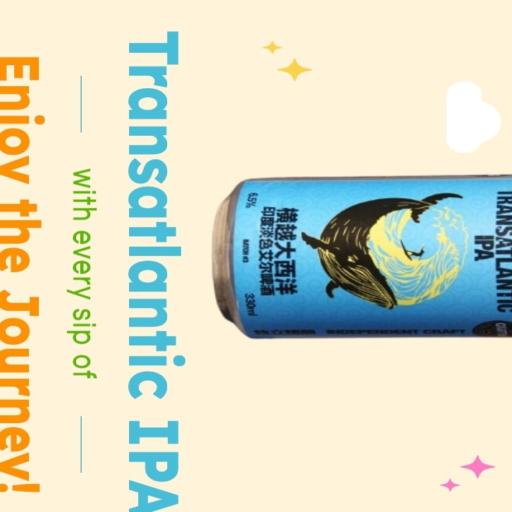 TRANSATLANTIC
IPA
横越大西洋
印度淡色艾尔啤酒
6.5%
330ml
INDEPENDENT CRAFT
Transatlantic IPA
with every sip of
Enjoy the Journey!